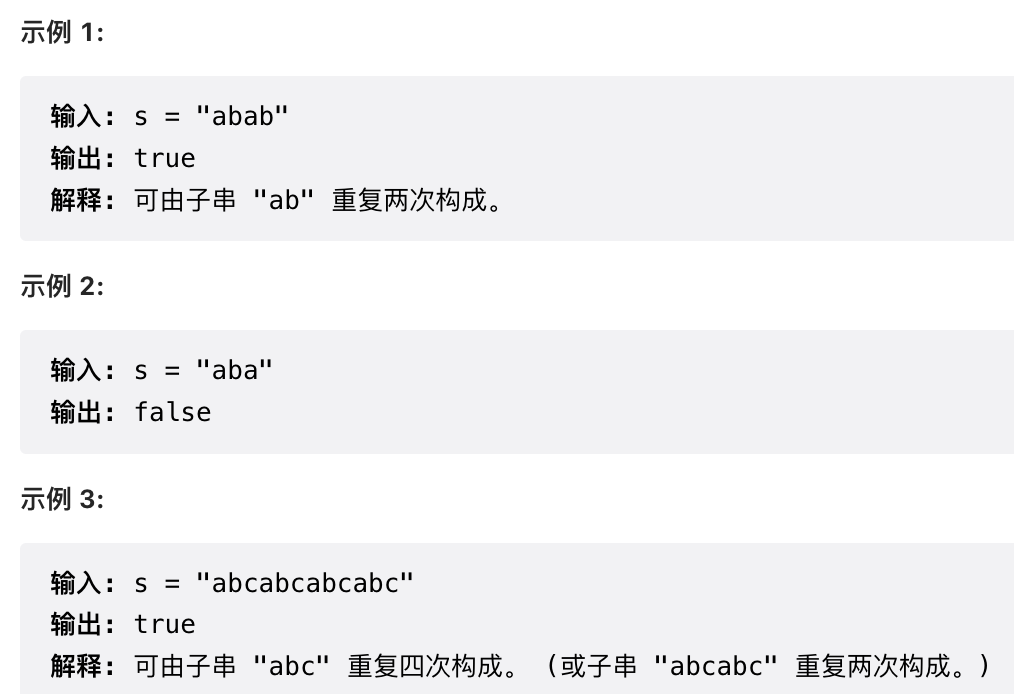 示例 1:
输入: s = "abab"
输出: true
解释: 可由子串 "ab" 重复两次构成。
示例 2:
输入: s = "aba"
输出: false
示例 3:
输入: s = "abcabcabcabc"
输出: true
解释: 可由子串 "abc" 重复四次构成。 (或子串 "abcabc" 重复两次构成。)